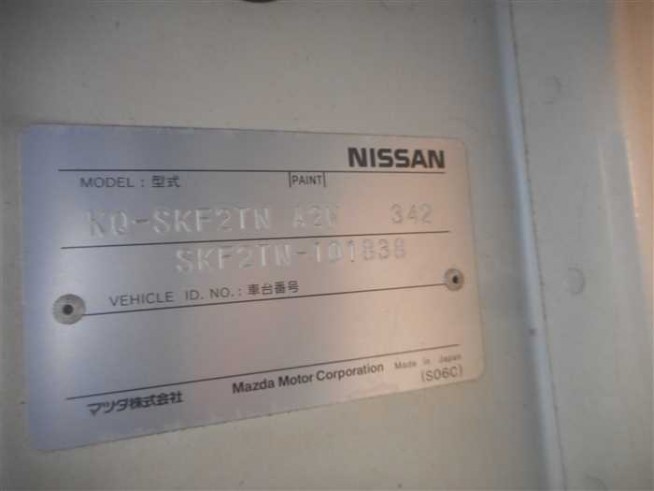 NISSAN
MODEL : 型式 PAINT
KQ-SKF2TN A2W 342
SKF2TN-101838
VEHICLE ID. NO. : 車台番号
マツダ株式会社 Mazda Motor Corporation Made in Japan
(S06C)